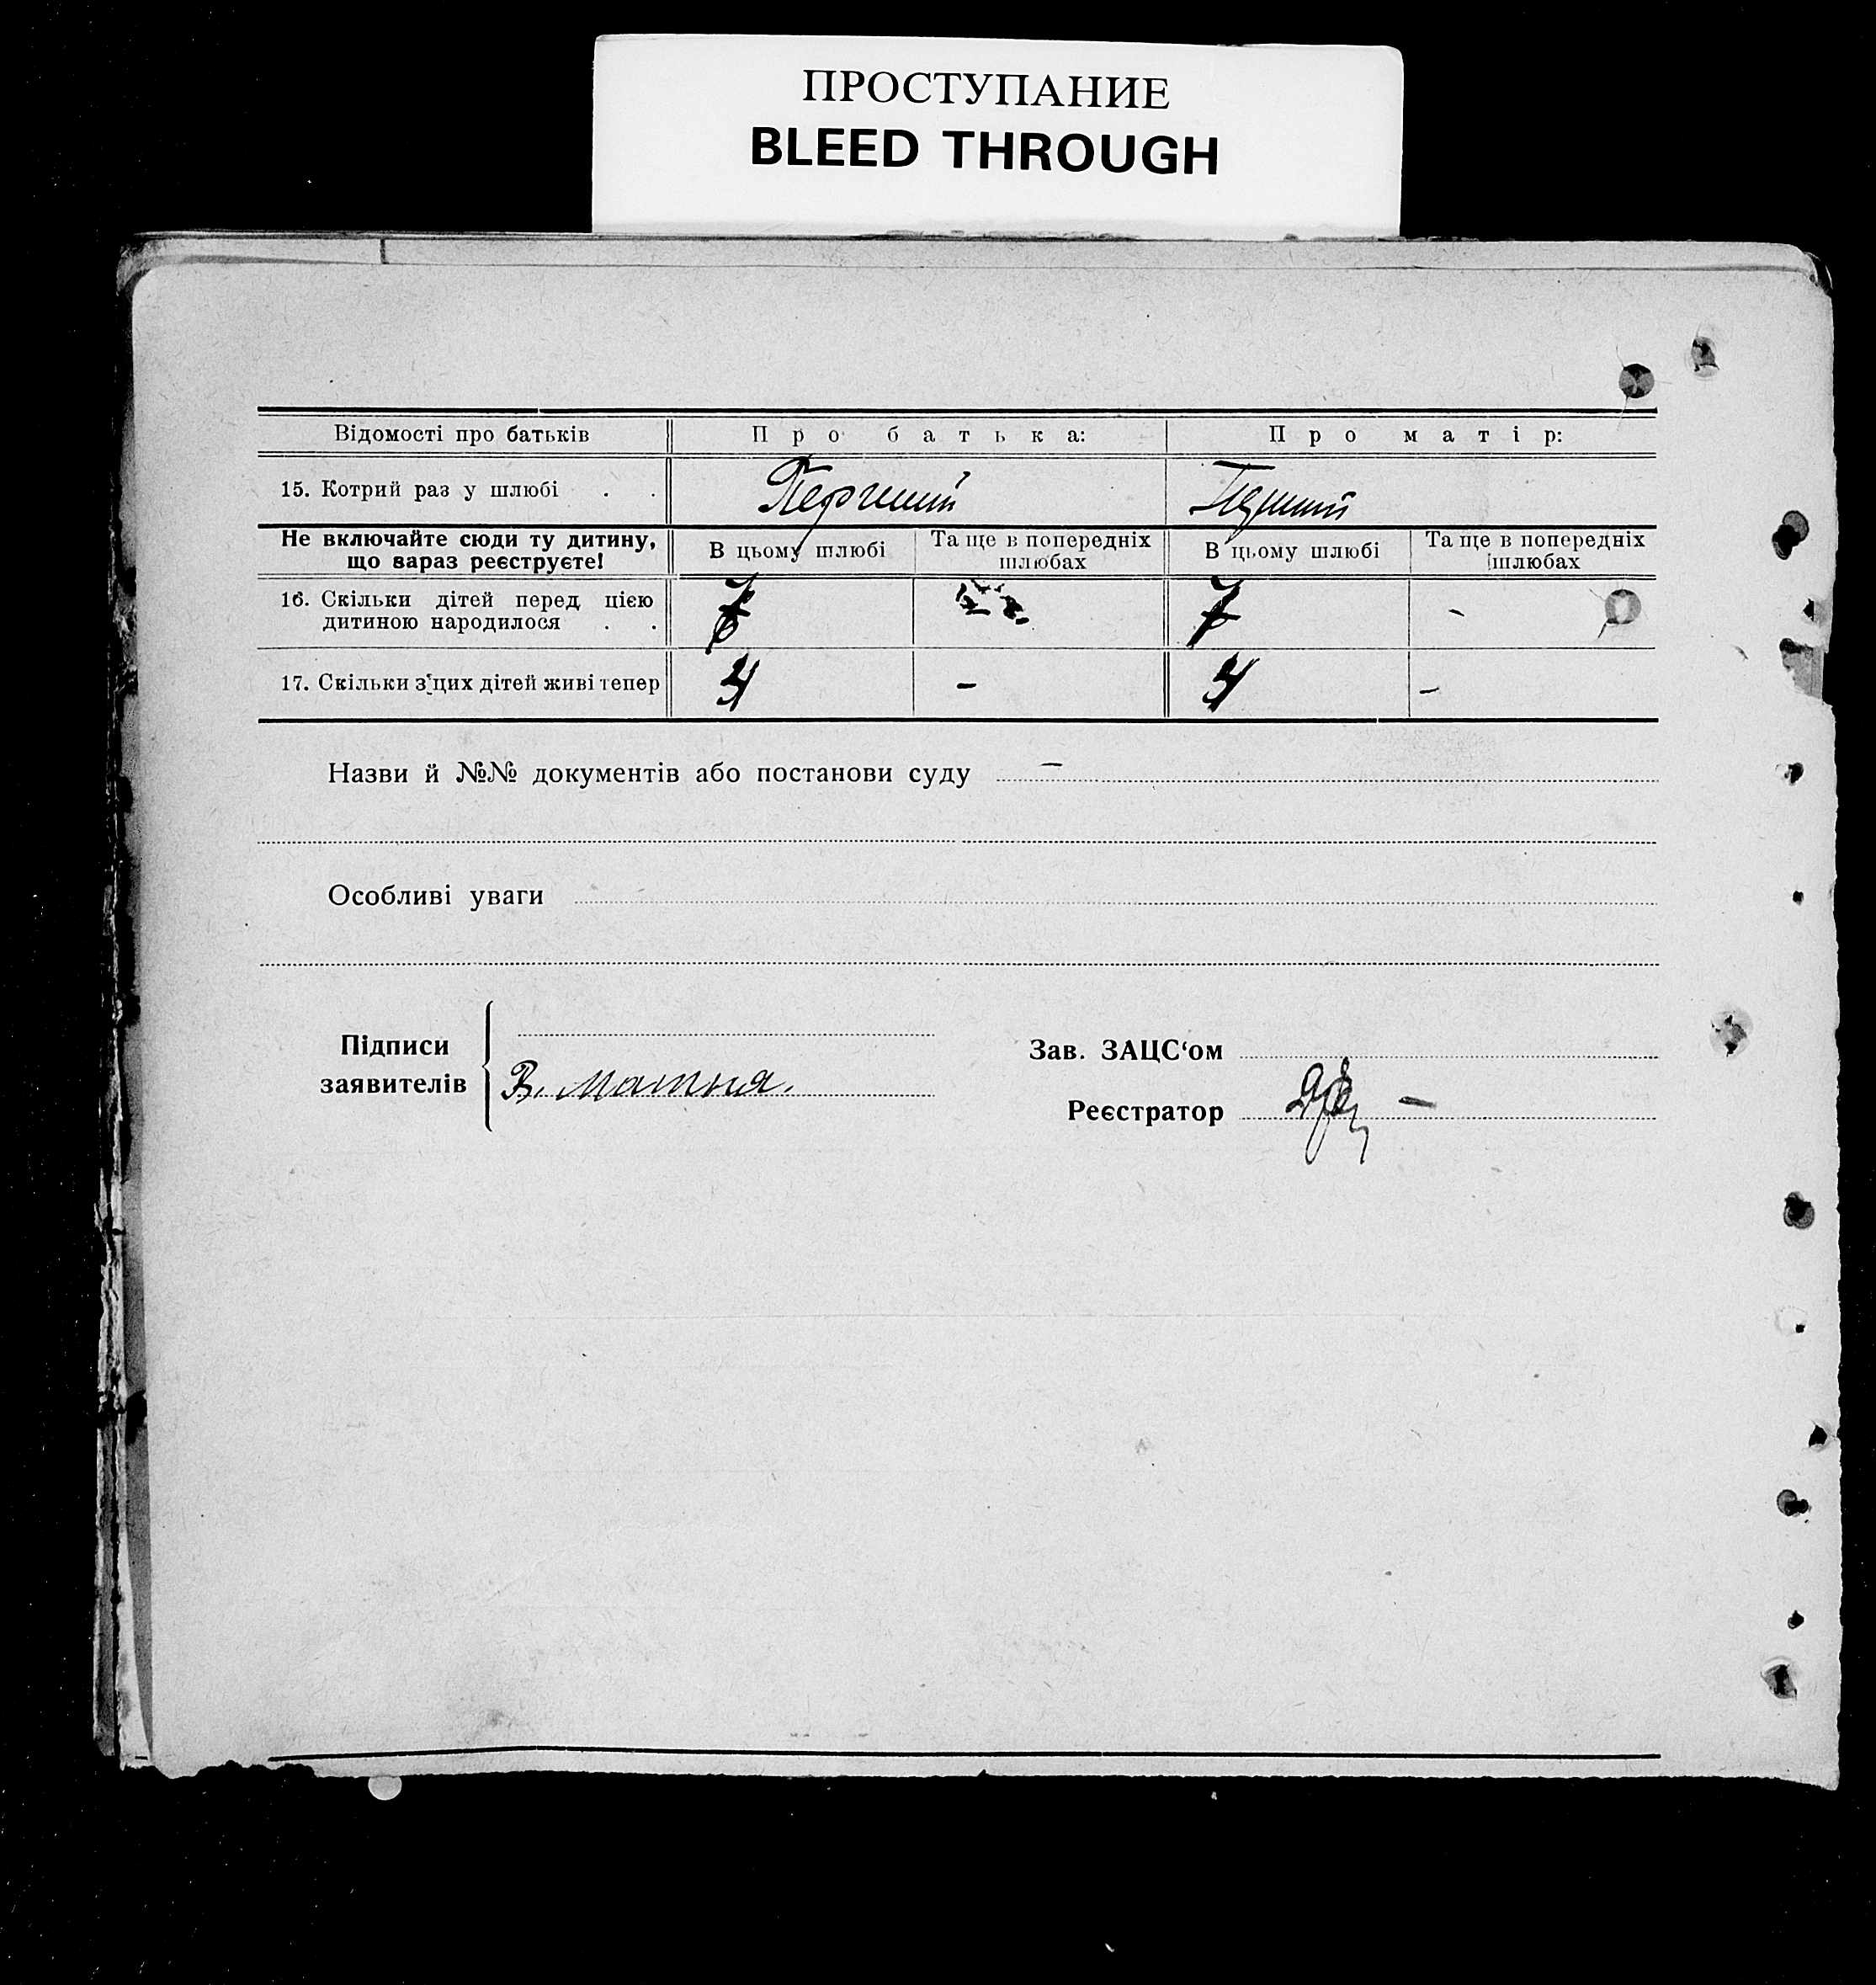 ПРОСТУПАНИЕ
BLEED THROUGH
Відомості про батьків Про батька: Про матір:
15. Котрий раз у шлюбі . . Перший Перший
Не включайте сюди ту дитину, що зараз реєструєте! В цьому шлюбі Та ще в попередніх шлюбах В цьому шлюбі Та ще в попередніх шлюбах
16. Скільки дітей перед цією
дитиною народилося . . 7 7 -
17. Скільки з цих дітей живі тепер 4 - 4 -
Назви й №№ документів або постанови суду -
Особливі уваги
Підписи
заявителів В. Матня.
Зав. ЗАЦС‘ом
Реєстратор